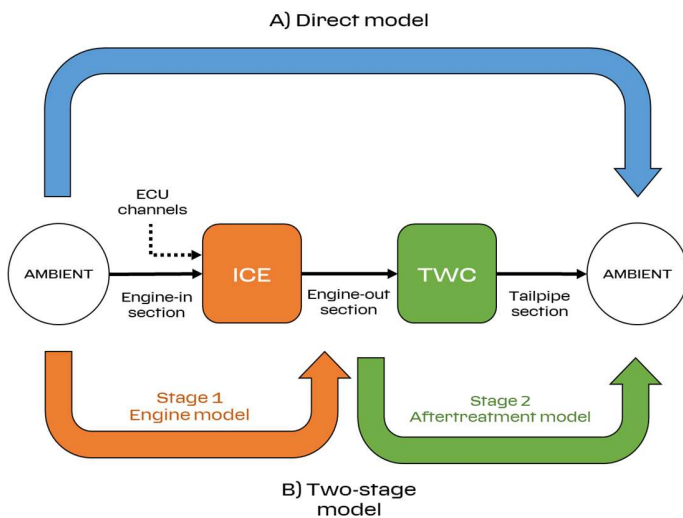 A) Direct model
ECU
channels
AMBIENT
ICE
TWC
AMBIENT
Engine-in
section
Engine-out
section
Tailpipe
section
Stage 1
Engine model
Stage 2
Aftertreatment model
B) Two-stage
model